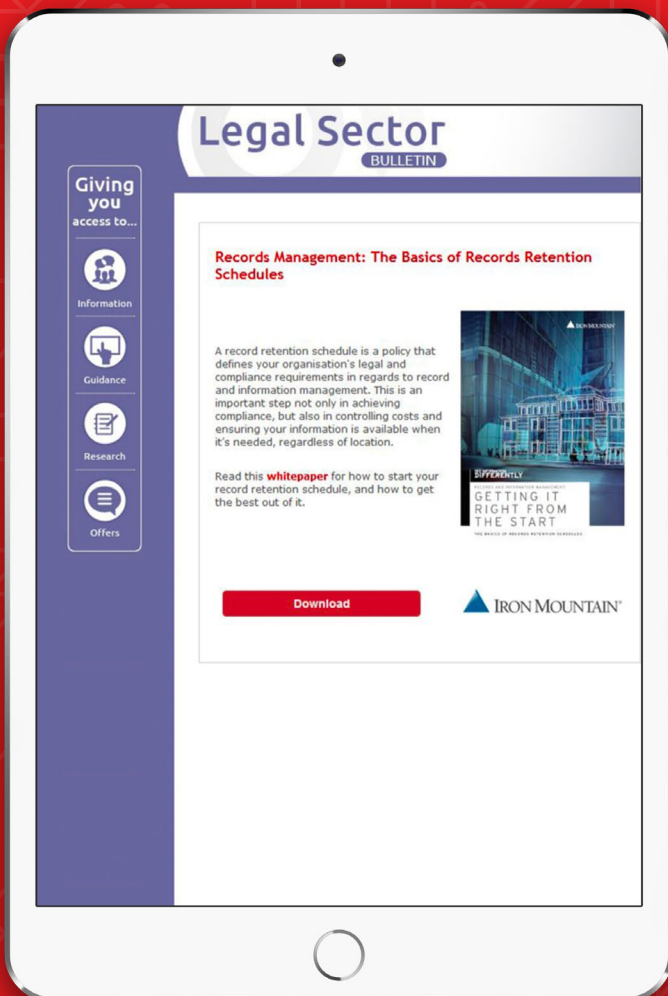 Legal Sector
BULLETIN
Giving
you
access to...
Information
Guidance
Research
Offers
Records Management: The Basics of Records Retention
Schedules
A record retention schedule is a policy that
defines your organisation's legal and
compliance requirements in regards to record
and information management. This is an
important step not only in achieving
compliance, but also in controlling costs and
ensuring your information is available when
it's needed, regardless of location.
Read this whitepaper for how to start your
record retention schedule, and how to get
the best out of it.
IRON MOUNTAIN
DIFFERENTLY
RECORDS AND INFORMATION MANAGEMENT
GETTING IT
RIGHT FROM
THE START
THE BASICS OF RECORDS RETENTION SCHEDULES
Download
IRON MOUNTAIN®